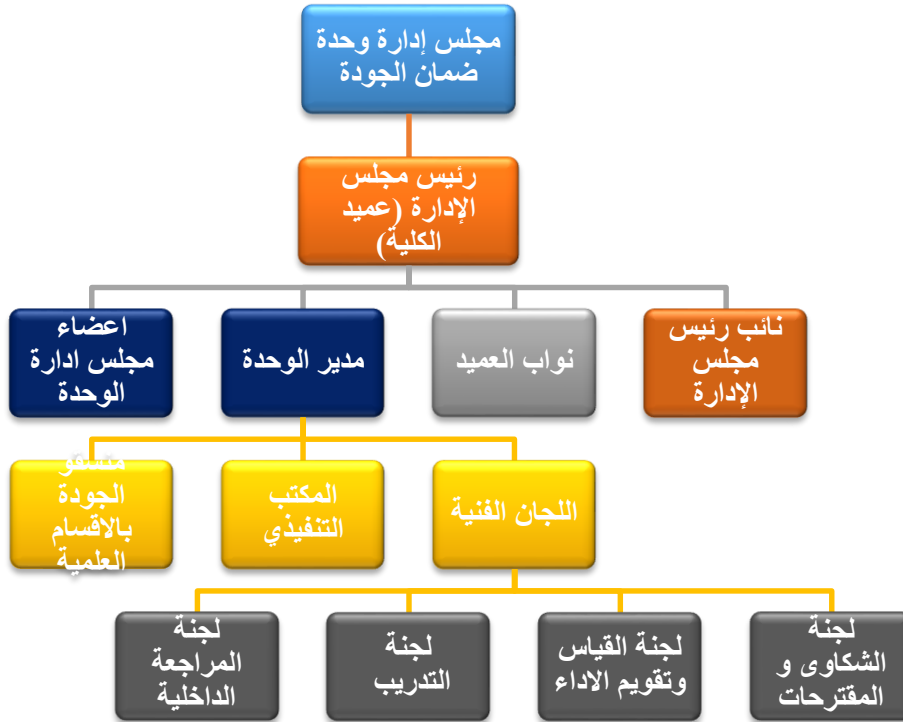 مجلس إدارة وحدة
ضمان الجودة
رئيس مجلس
الإدارة (عميد
الكلية)
نائب رئيس
مجلس
الإدارة
نواب العميد
مدير الوحدة
اعضاء
مجلس ادارة
الوحدة
اللجان الفنية
المكتب
التنفيذي
منسقو
الجودة
بالاقسام
العلمية
لجنة
الشكاوى و
المقترحات
لجنة القياس
وتقويم الاداء
لجنة
التدريب
لجنة
المراجعة
الداخلية